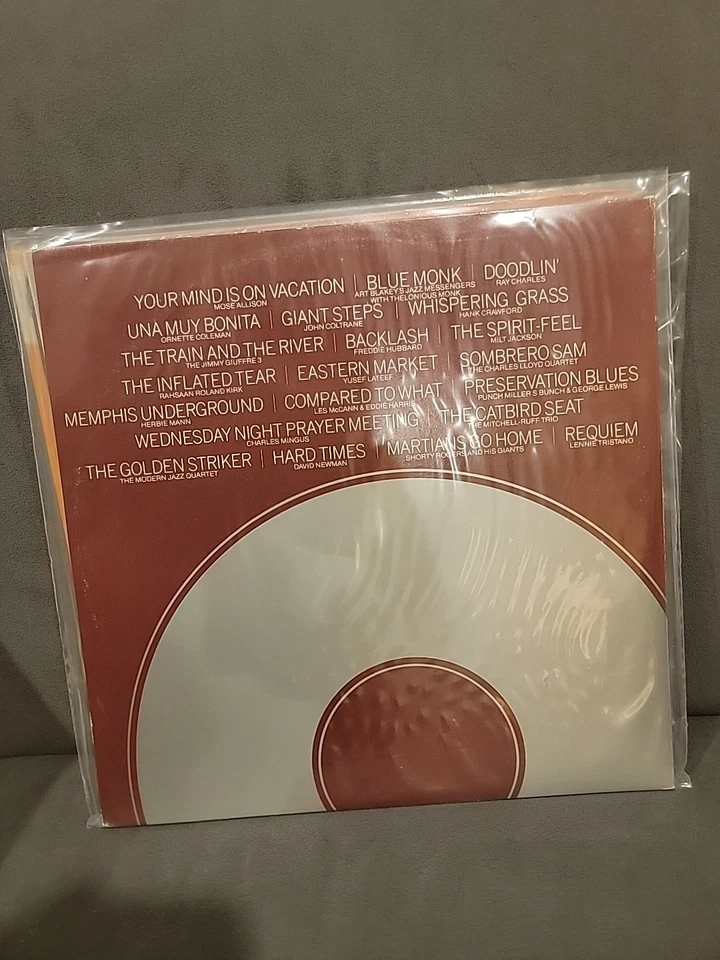 YOUR MIND IS ON VACATION | BLUE MONK | DOODLIN'
MOSE ALLISON ART BLAKEY'S JAZZ MESSENGERS RAY CHARLES
WITH THELONIOUS MONK
UNA MUY BONITA | GIANT STEPS | WHISPERING GRASS
ORNETTE COLEMAN JOHN COLTRANE HANK CRAWFORD
THE TRAIN AND THE RIVER | BACKLASH | THE SPIRIT-FEEL
THE JIMMY GIUFFRE 3 FREDDIE HUBBARD MILT JACKSON
THE INFLATED TEAR | EASTERN MARKET | SOMBRERO SAM
RAHSAAN ROLAND KIRK YUSEF LATEEF THE CHARLES LLOYD QUARTET
MEMPHIS UNDERGROUND | COMPARED TO WHAT | PRESERVATION BLUES
HERBIE MANN LES McCANN & EDDIE HARRIS PUNCH MILLER'S BUNCH & GEORGE LEWIS
WEDNESDAY NIGHT PRAYER MEETING | THE CATBIRD SEAT
CHARLES MINGUS THE MITCHELL-RUFF TRIO
THE GOLDEN STRIKER | HARD TIMES | MARTIANS GO HOME | REQUIEM
THE MODERN JAZZ QUARTET DAVID NEWMAN SHORTY ROGERS AND HIS GIANTS LENNIE TRISTANO